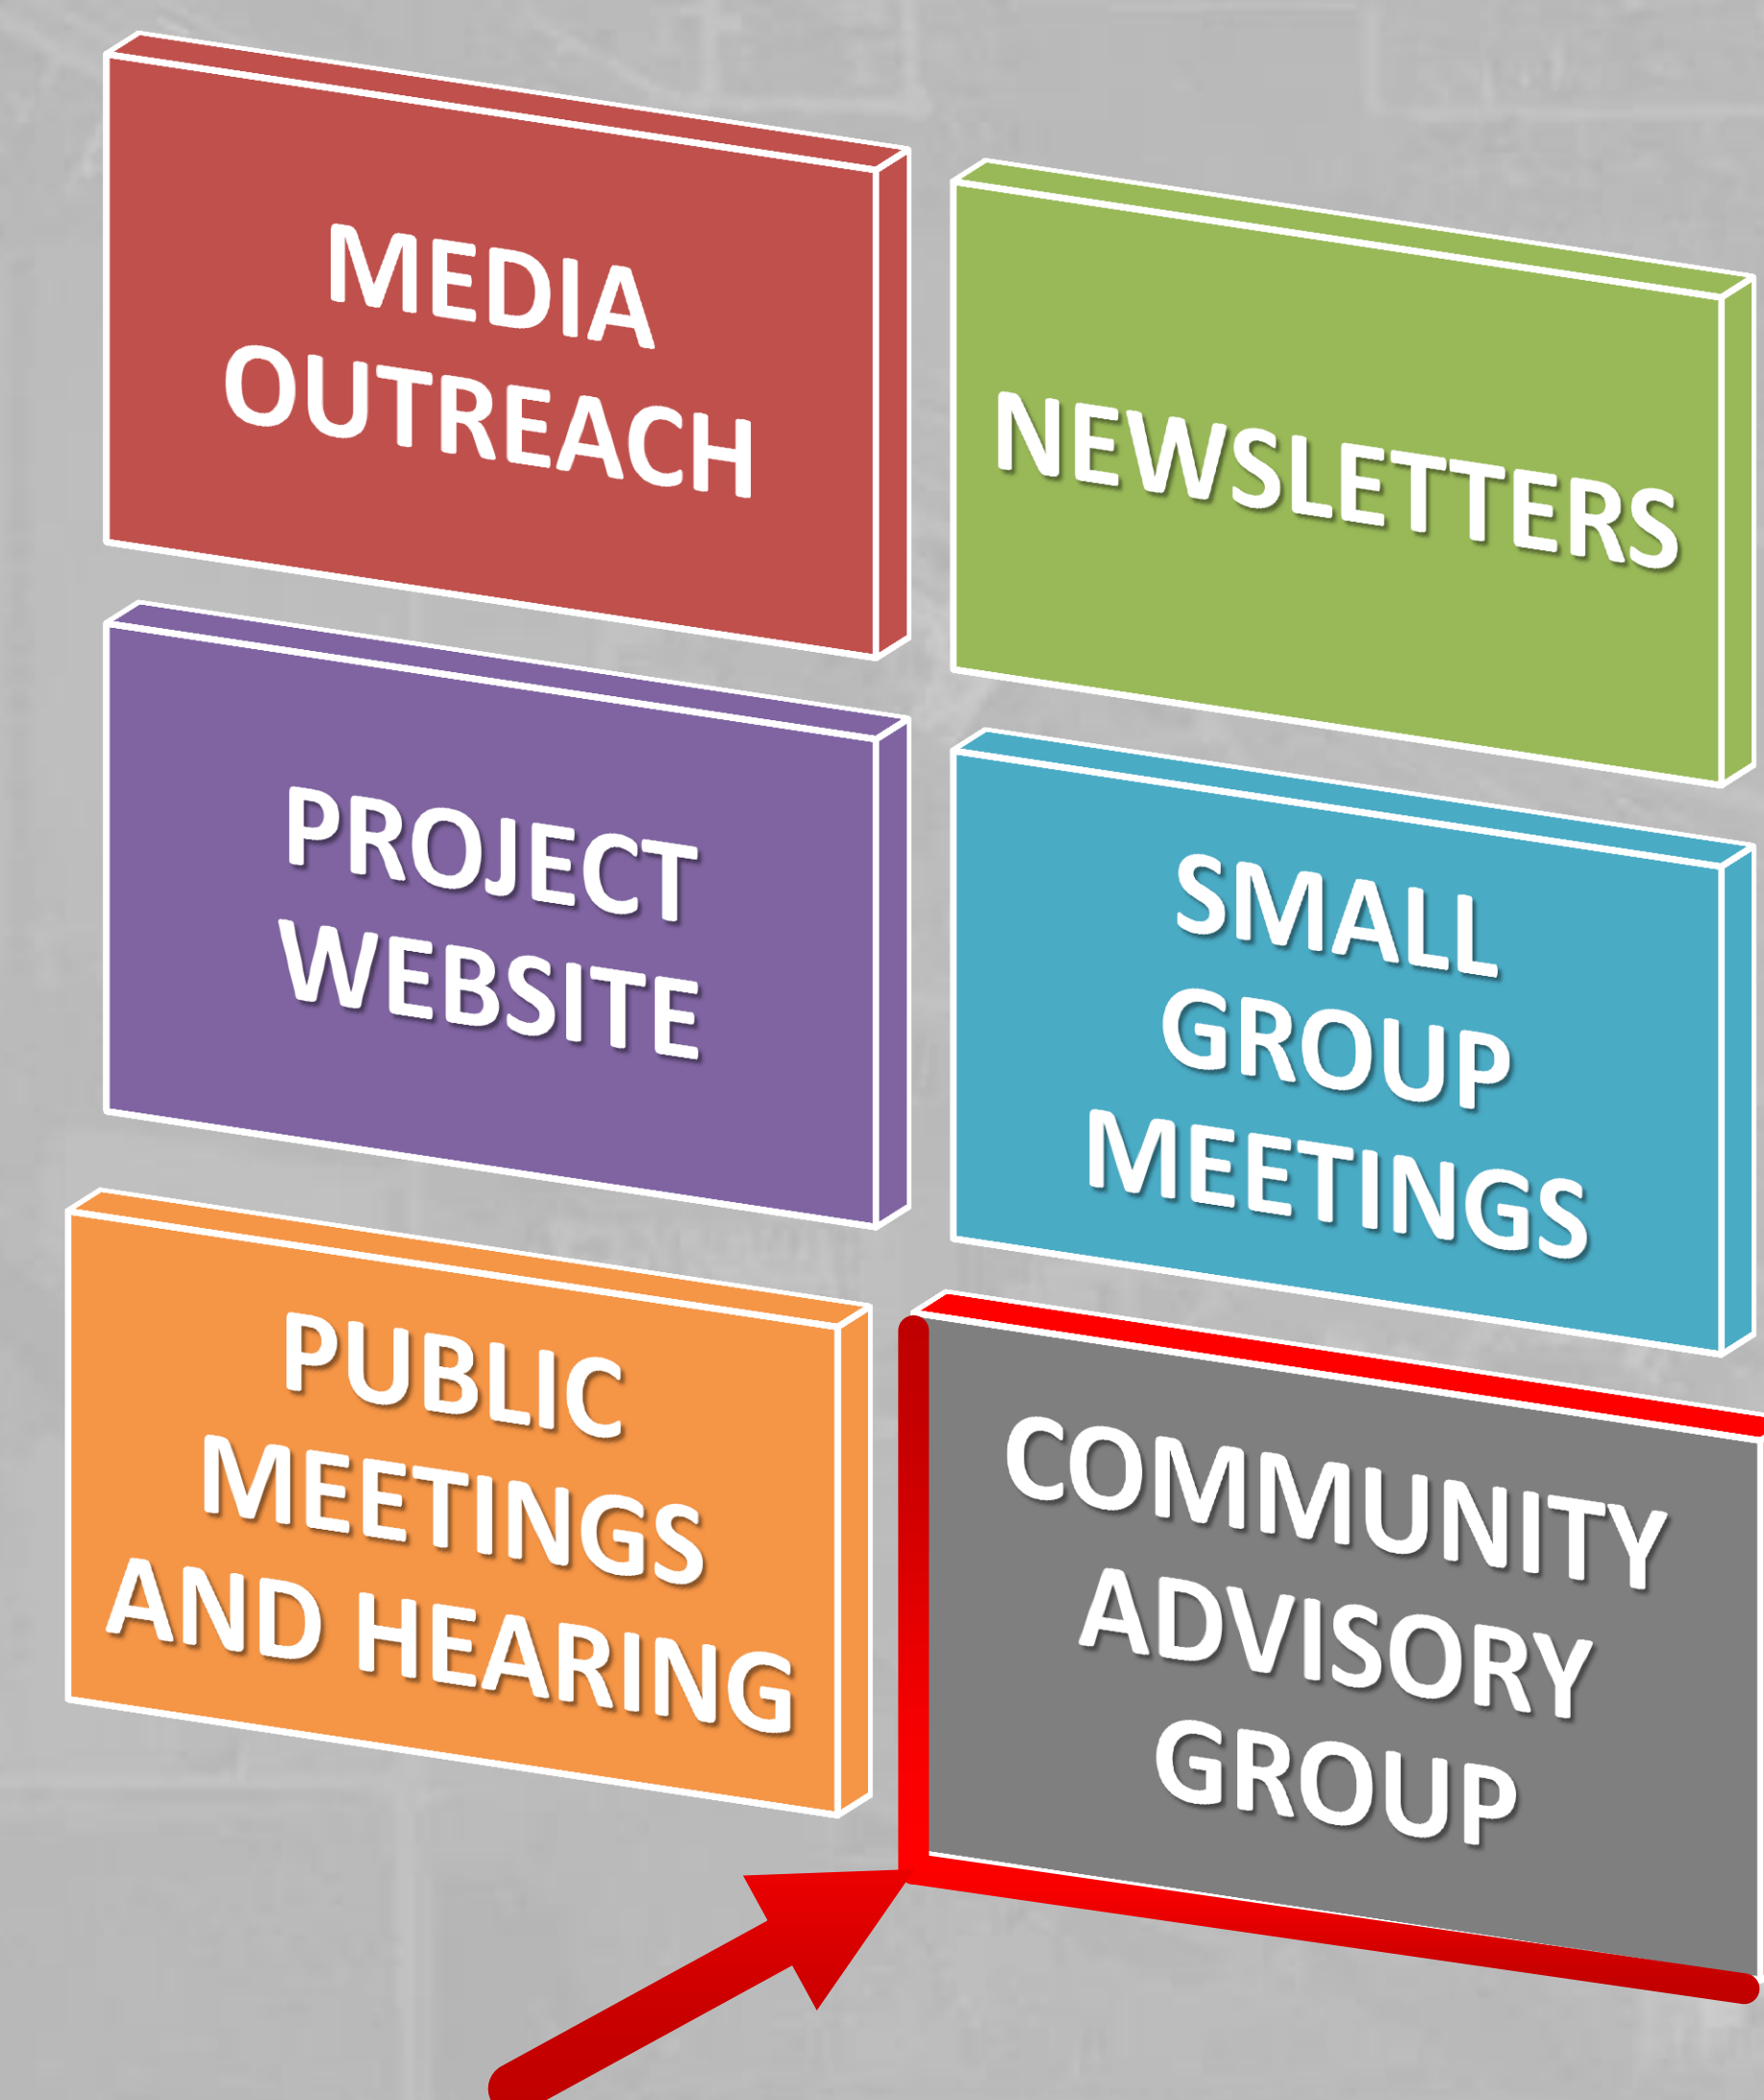 MEDIA
OUTREACH
NEWSLETTERS
PROJECT
WEBSITE
SMALL
GROUP
MEETINGS
PUBLIC
MEETINGS
AND HEARING
COMMUNITY
ADVISORY
GROUP